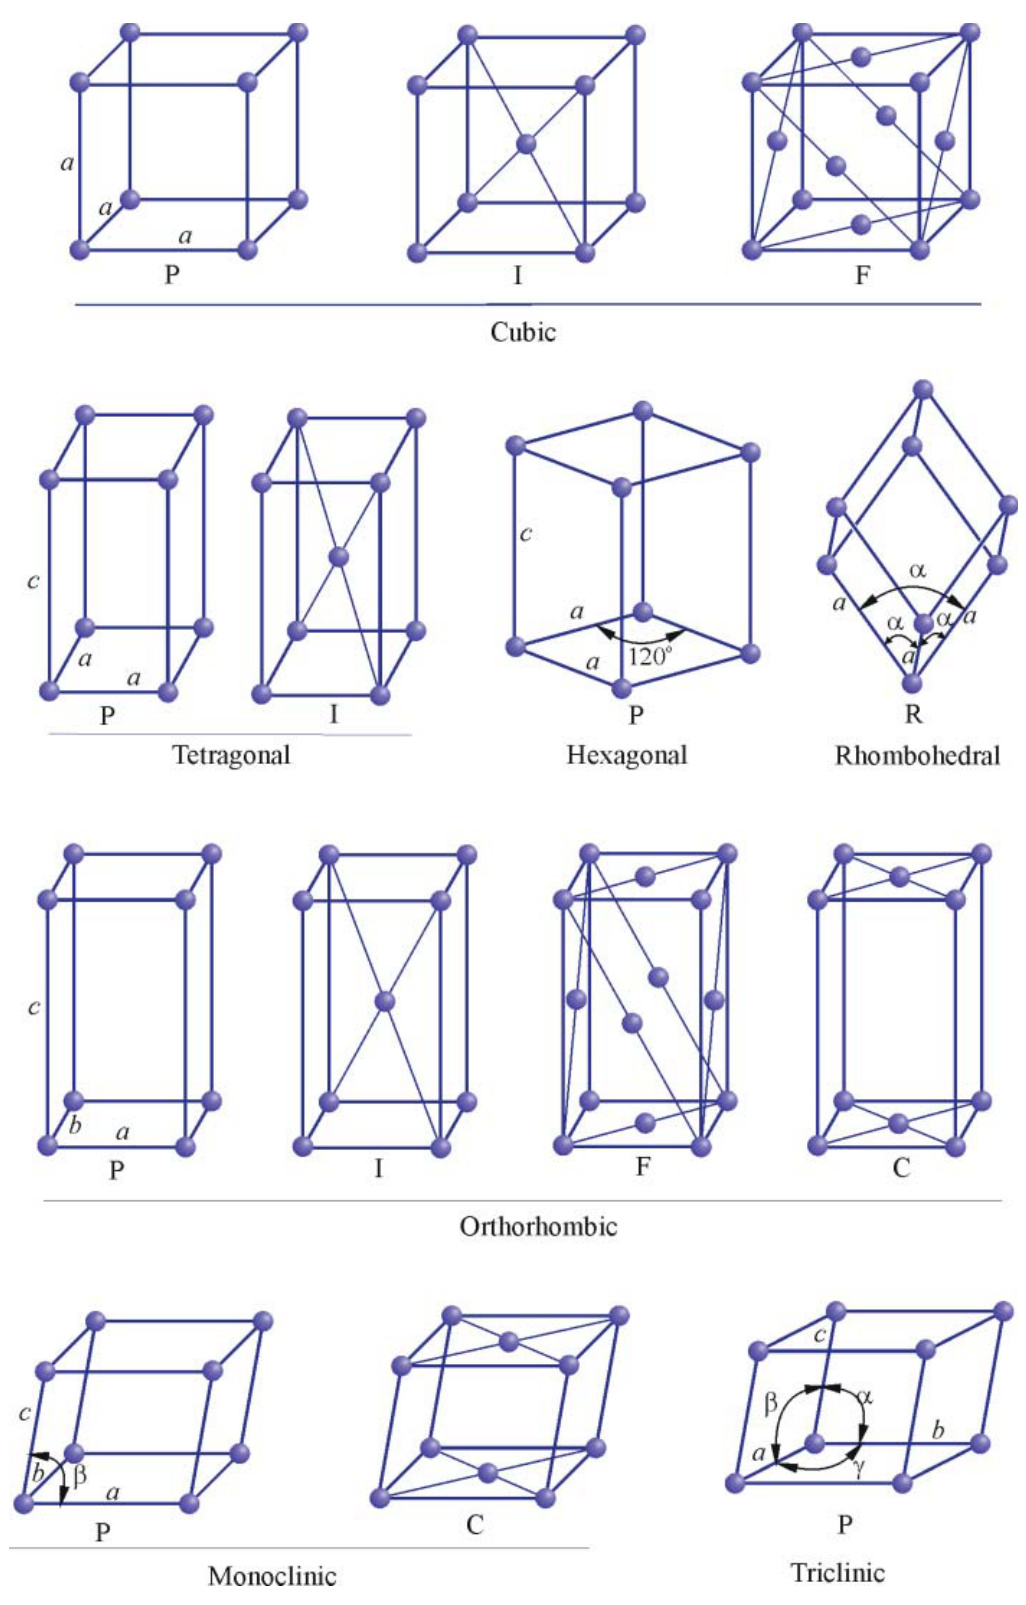 a
a
a
P I F
Cubic
c
a
a
P I
c
a
a 120°
P
α
a α α a
a
R
Tetragonal Hexagonal Rhombohedral
c
b a
P I F C
Orthorhombic
c
b β a
P C
c
β α
a b
γ
P
Monoclinic Triclinic